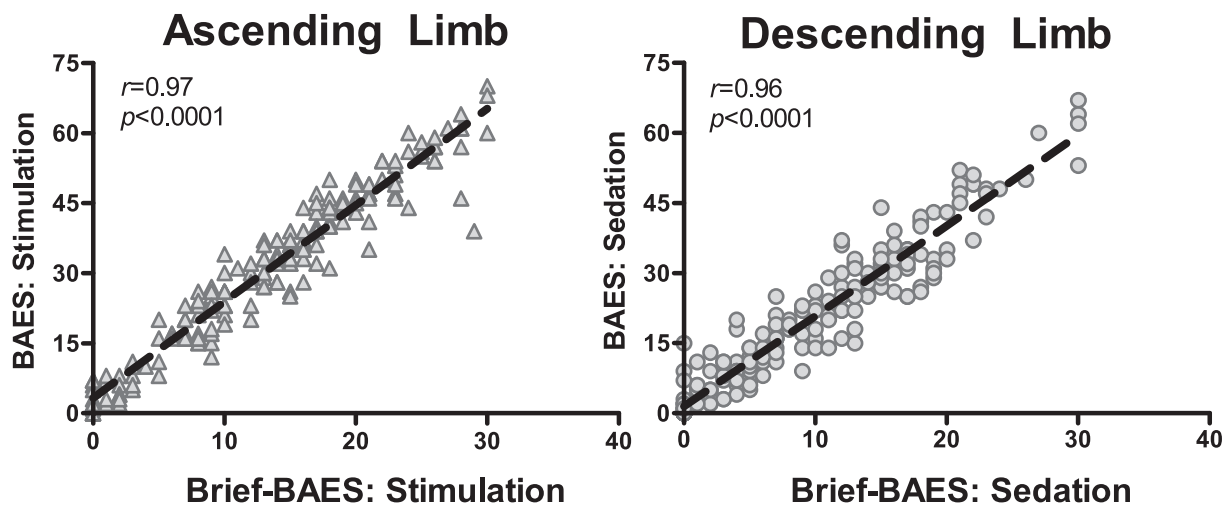 Ascending Limb
r=0.97
p<0.0001
BAES: Stimulation
75
60
45
30
15
0
0 10 20 30 40
Brief-BAES: Stimulation
Descending Limb
r=0.96
p<0.0001
BAES: Sedation
75
60
45
30
15
0
0 10 20 30 40
Brief-BAES: Sedation